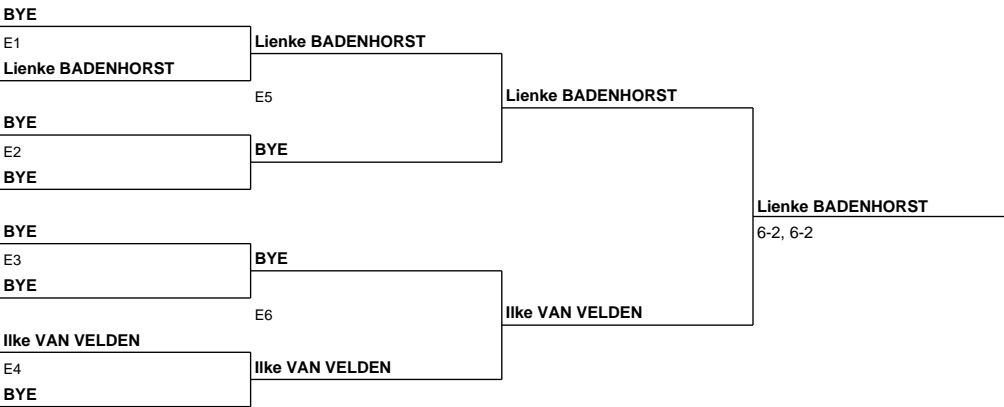 BYE
E1
Lienke BADENHORST
BYE
E2
BYE
BYE
E3
BYE
Ilke VAN VELDEN
E4
BYE
Lienke BADENHORST
E5
BYE
BYE
E6
Ilke VAN VELDEN
Lienke BADENHORST
Ilke VAN VELDEN
Lienke BADENHORST
6-2, 6-2